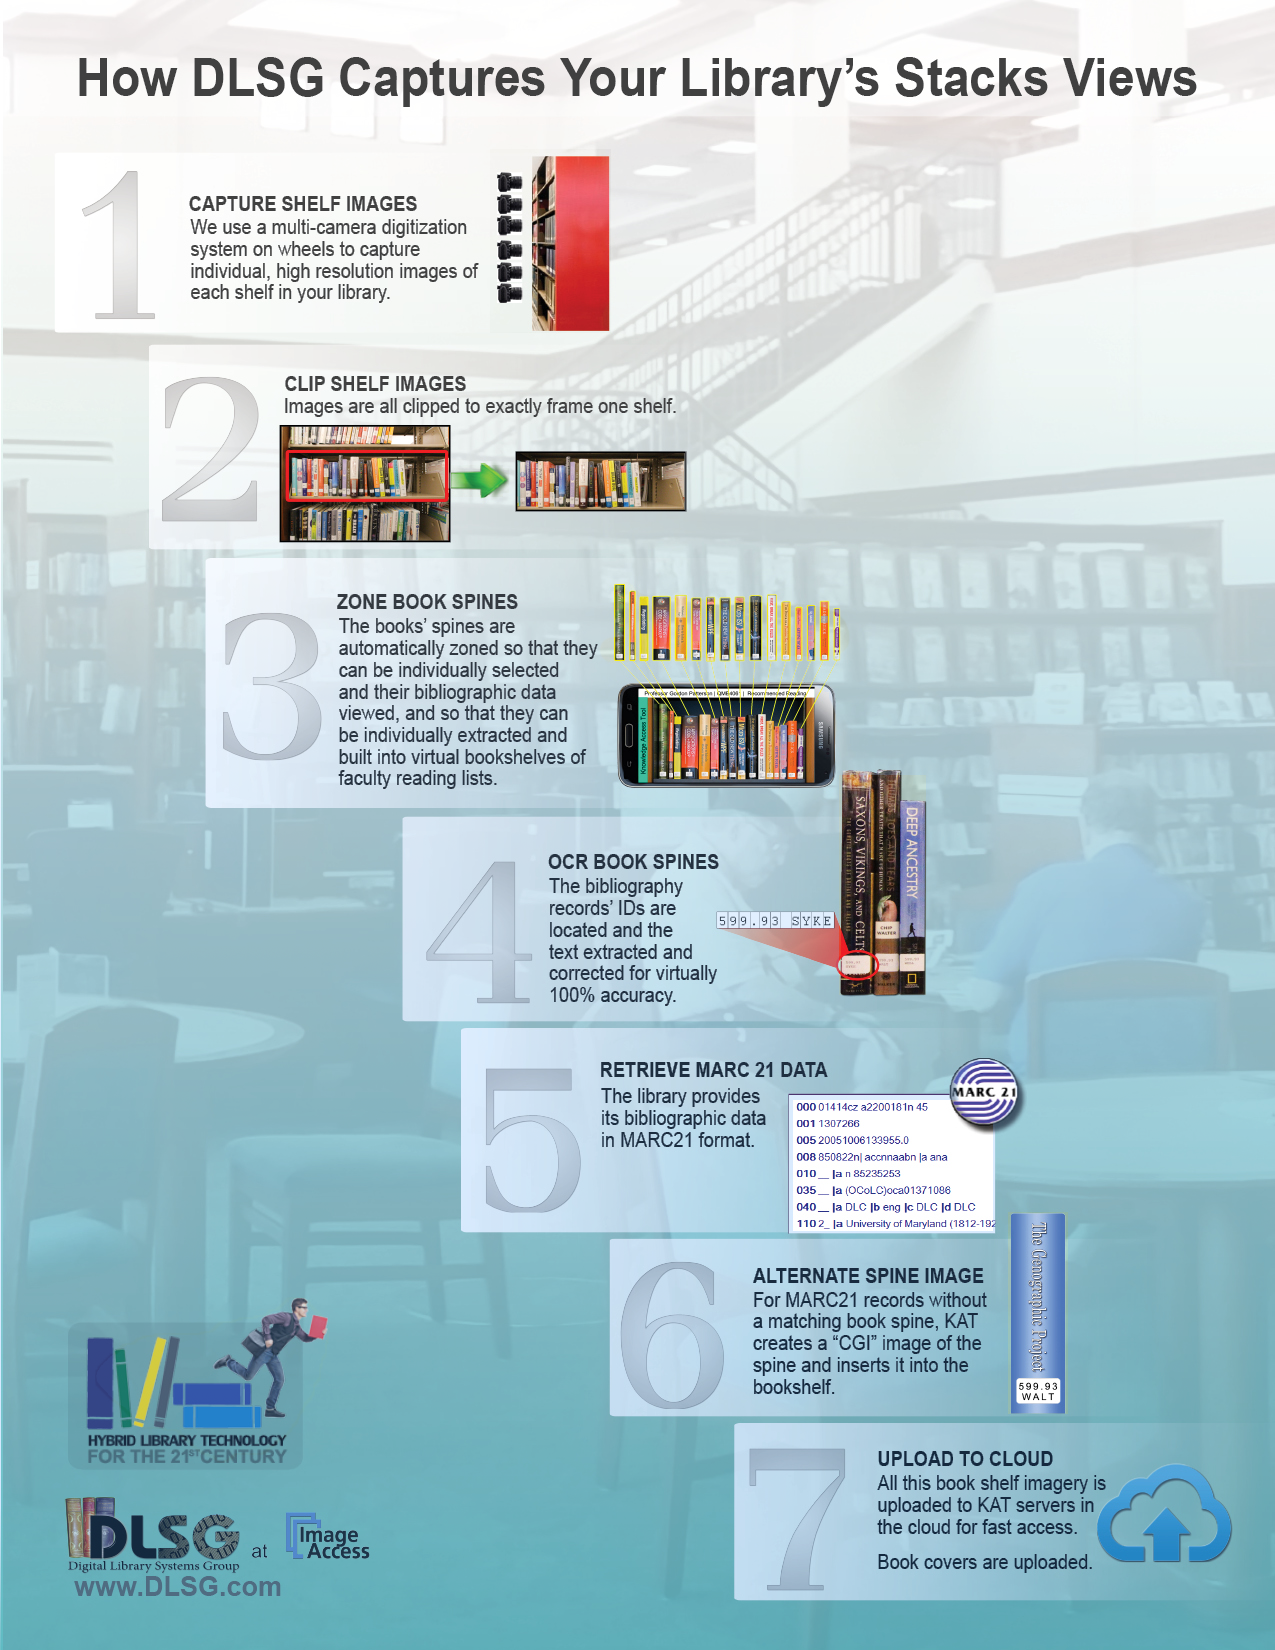 How DLSG Captures Your Library's Stacks Views
1
CAPTURE SHELF IMAGES
We use a multi-camera digitization
system on wheels to capture
individual, high resolution images of
each shelf in your library.
2
CLIP SHELF IMAGES
Images are all clipped to exactly frame one shelf.
3
ZONE BOOK SPINES
The books' spines are
automatically zoned so that they
can be individually selected
and their bibliographic data
viewed, and so that they can
be individually extracted and
built into virtual bookshelves of
faculty reading lists.
Professor Gordon Patterson | QME400 | Recommended Reading
Knowledge Access Tool
SAMSUNG
4
OCR BOOK SPINES
The bibliography
records' IDs are
located and the
text extracted and
corrected for virtually
100% accuracy.
599.93 SYKE
SAXONS, VIKINGS, AND CELTS
THUMBS, TOES AND TEARS
CHIP
WALTER
DEEP ANCESTRY
5
RETRIEVE MARC 21 DATA
The library provides
its bibliographic data
in MARC21 format.
MARC 21
000 01414cz a2200181n 45
001 1307266
005 20051006133955.0
008 850822n| accnnaabn |a ana
010 __ |a n 85235253
035 __ |a (OCoLC)oca01371086
040 __ |a DLC |b eng |c DLC |d DLC
110 2_ |a University of Maryland (1812-192
6
ALTERNATE SPINE IMAGE
For MARC21 records without
a matching book spine, KAT
creates a “CGI” image of the
spine and inserts it into the
bookshelf.
The Genographic Project
599.93
WALT
7
UPLOAD TO CLOUD
All this book shelf imagery is
uploaded to KAT servers in
the cloud for fast access.
Book covers are uploaded.
HYBRID LIBRARY TECHNOLOGY
FOR THE 21ST CENTURY
DLSG at Image Access
Digital Library Systems Group
www.DLSG.com